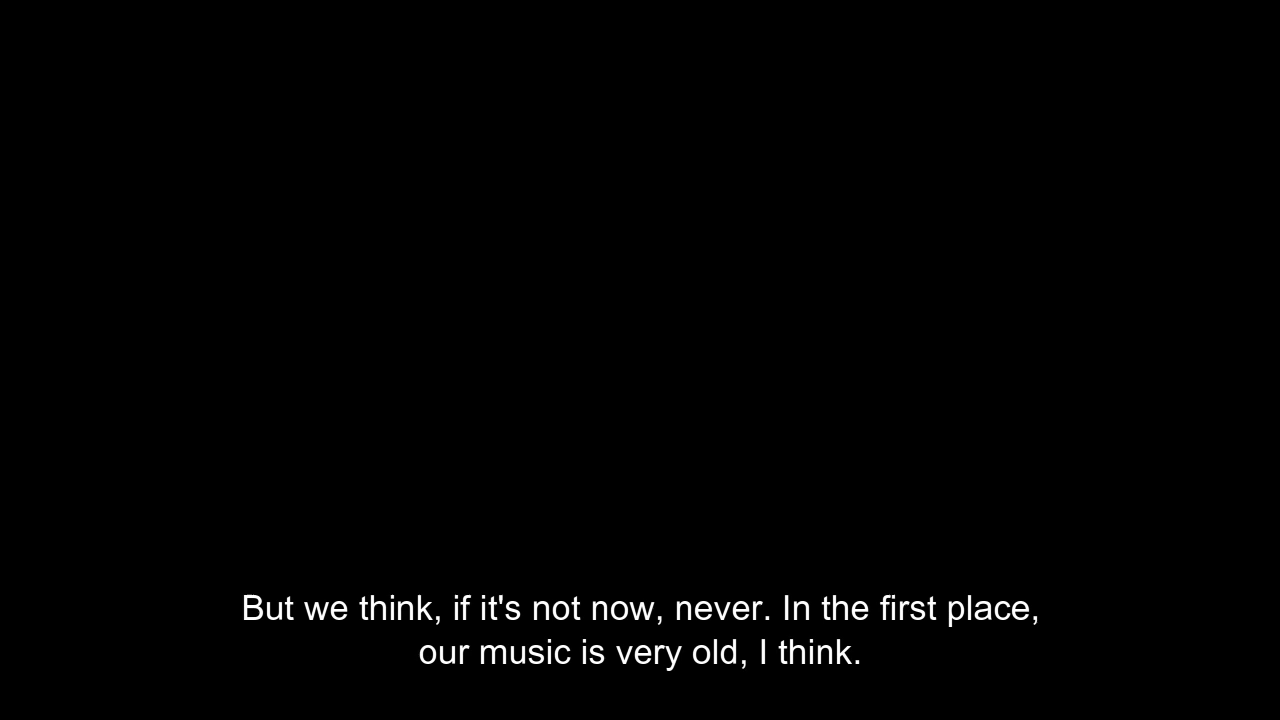 But we think, if it's not now, never. In the first place,
our music is very old, I think.